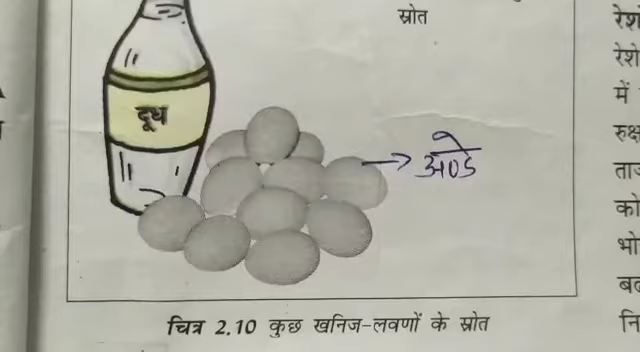 स्रोत
दूध
→ अण्डे
चित्र 2.10 कुछ खनिज-लवणों के स्रोत
में
को